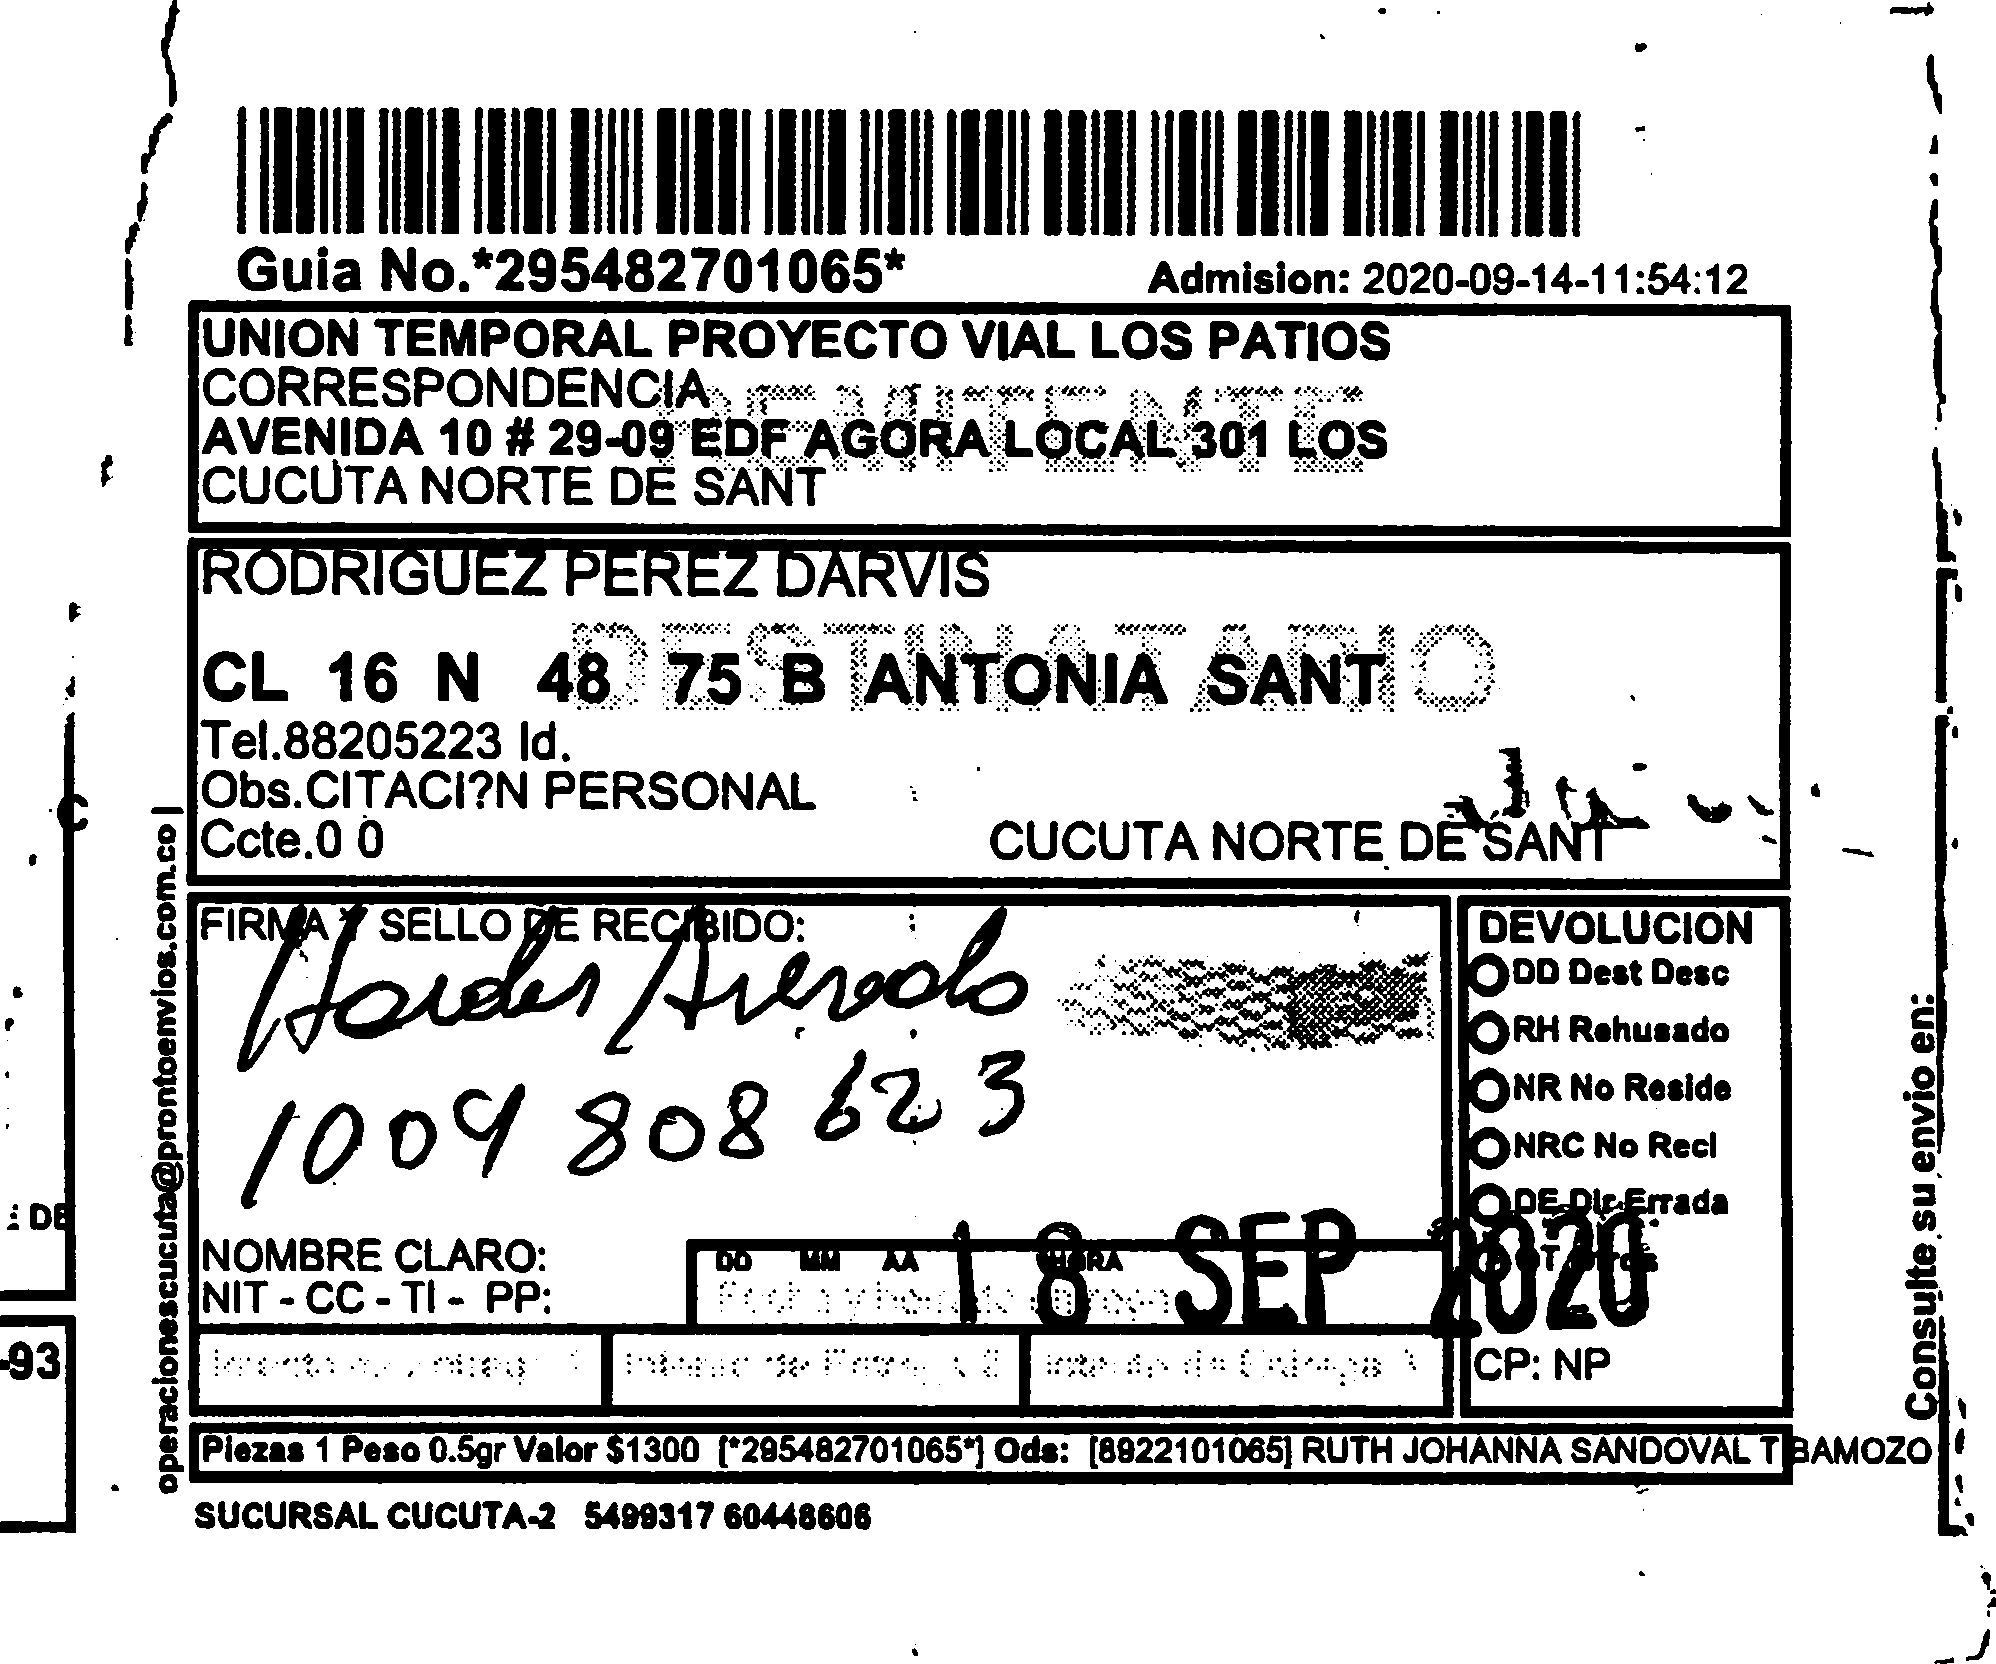 Guia No.*295482701065*
Admision: 2020-09-14-11:54:12
UNION TEMPORAL PROYECTO VIAL LOS PATIOS
CORRESPONDENCIA
REMITENTE
AVENIDA 10 # 29-09 EDF AGORA LOCAL 301 LOS
CUCUTA NORTE DE SANT
RODRIGUEZ PEREZ DARVIS
DESTINATARIO
CL 16 N 48 75 B ANTONIA SANT
Tel.88205223 Id.
Obs.CITACI?N PERSONAL
Ccte.0 0
CUCUTA NORTE DE SANT
FIRMA Y SELLO DE RECIBIDO:
1009 808 623
NOMBRE CLARO:
NIT - CC - TI - PP:
DD MM AA HORA
18 SEP 2020
DEVOLUCION
DD Dest Desc
RH Rehusado
NR No Reside
NRC No Reci
DE Dir Errada
CP: NP
Piezas 1 Peso 0.5gr Valor $1300 [*295482701065*] Ods: [8922101065] RUTH JOHANNA SANDOVAL TIBAMOZO
SUCURSAL CUCUTA-2 5499317 60448606
operacionescucuta@prontoenvios.com.co |
Consulte su envio en:
C
: DE
-93